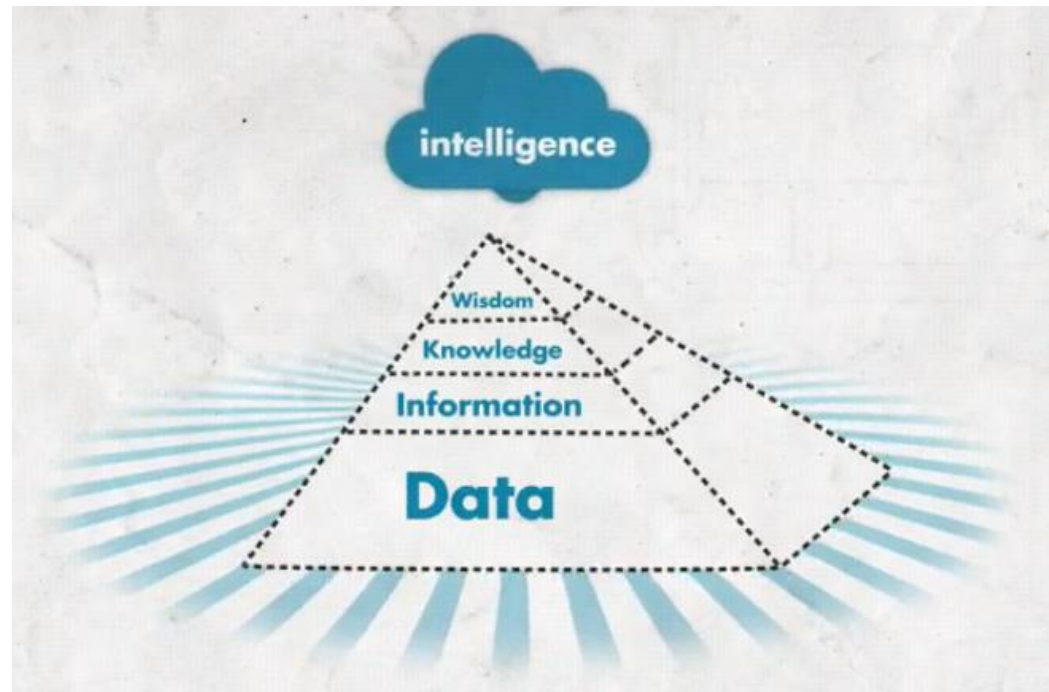 intelligence
Wisdom
Knowledge
Information
Data